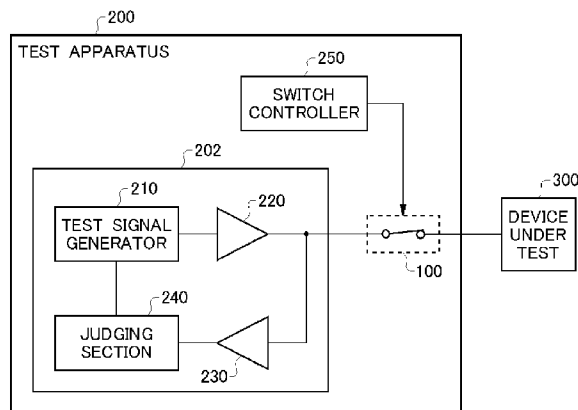 200
TEST APPARATUS
250
SWITCH
CONTROLLER
202
210
TEST SIGNAL
GENERATOR
220
300
DEVICE
UNDER
TEST
100
240
JUDGING
SECTION
230